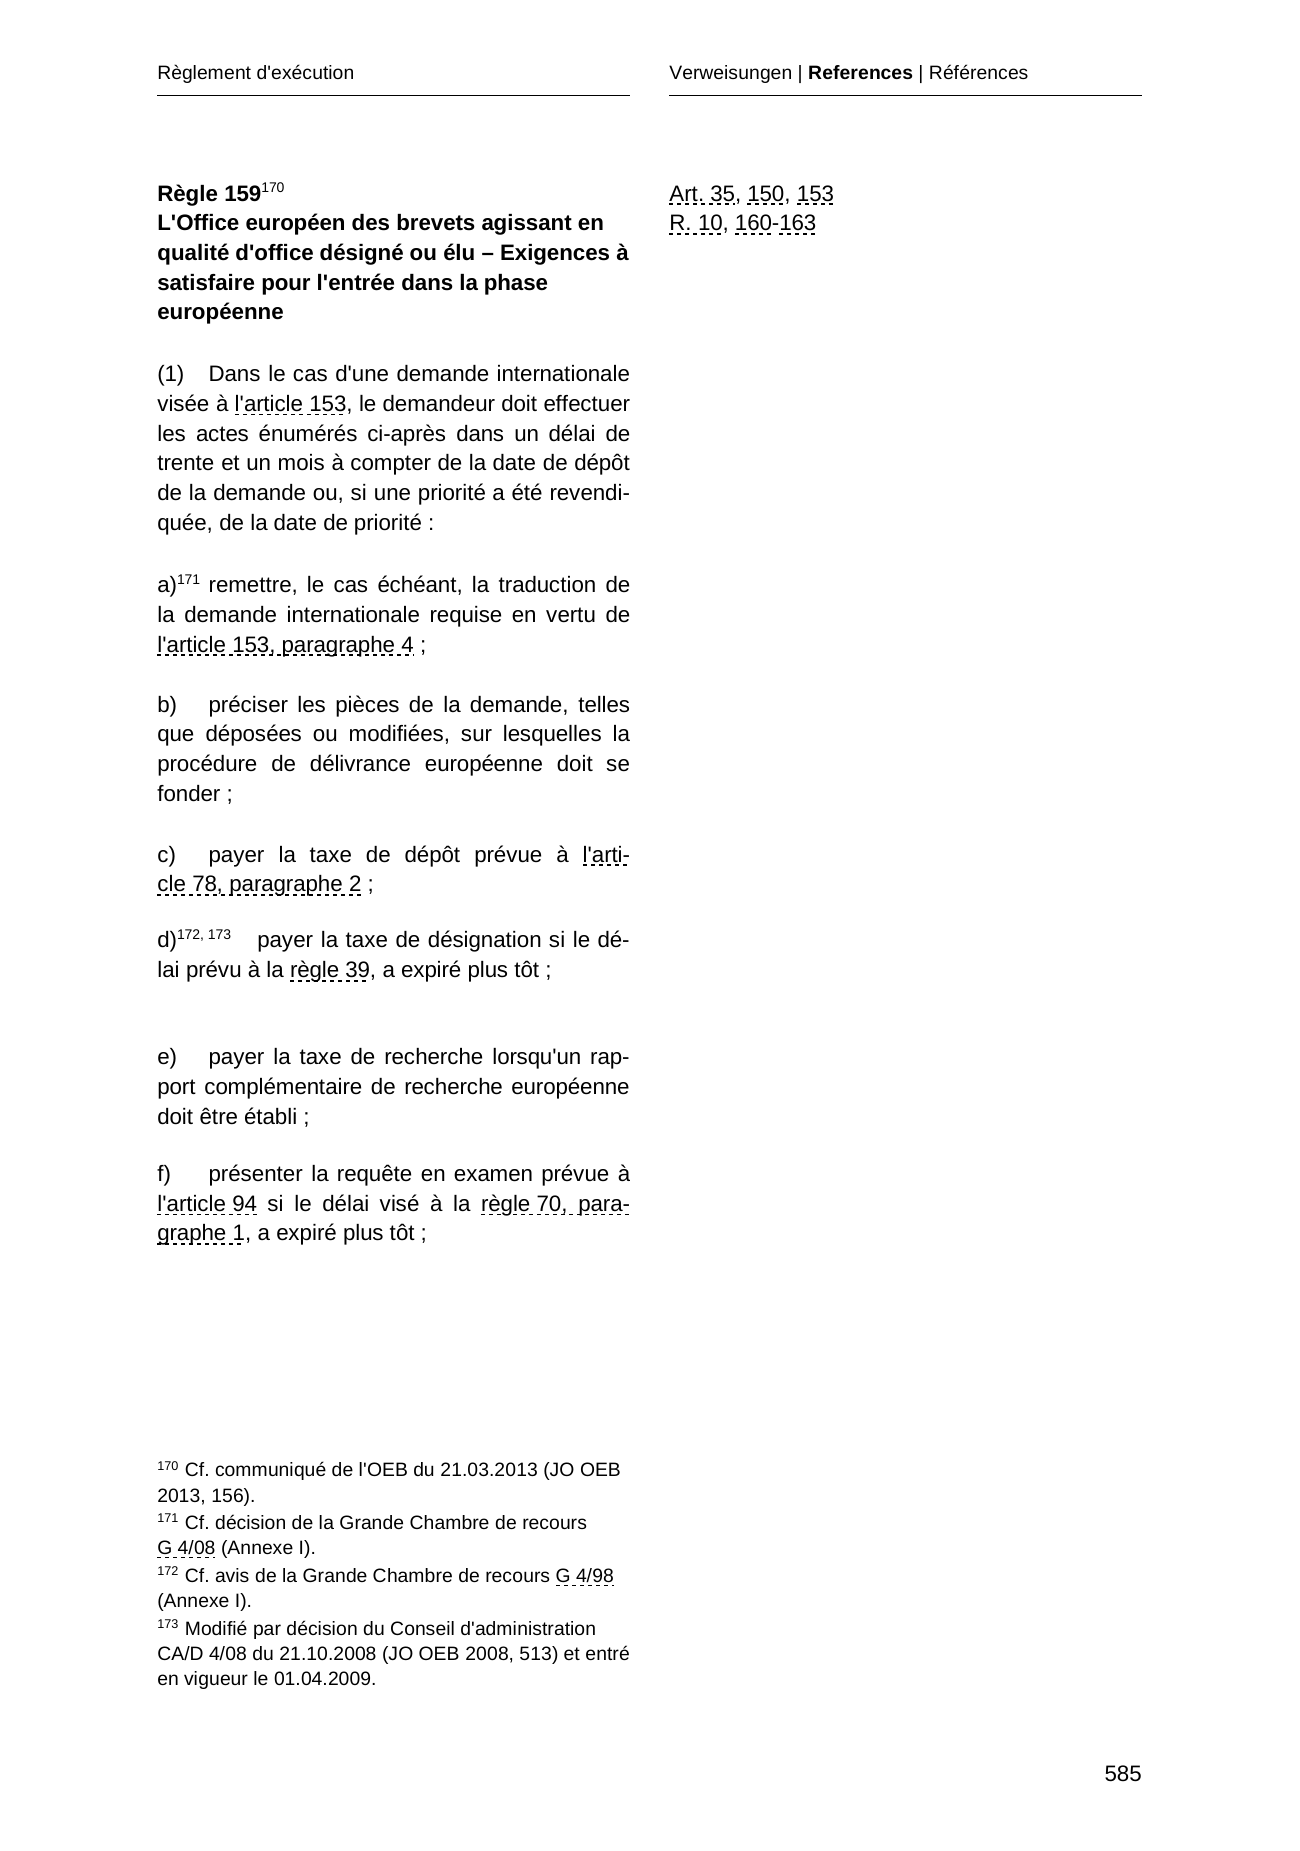 Règlement d'exécution
Verweisungen | References | Références
Règle 159170
L'Office européen des brevets agissant en
qualité d'office désigné ou élu – Exigences à
satisfaire pour l'entrée dans la phase
européenne
Art. 35, 150, 153
R. 10, 160-163
(1) Dans le cas d'une demande internationale
visée à l'article 153, le demandeur doit effectuer
les actes énumérés ci-après dans un délai de
trente et un mois à compter de la date de dépôt
de la demande ou, si une priorité a été revendi-
quée, de la date de priorité :
a)171 remettre, le cas échéant, la traduction de
la demande internationale requise en vertu de
l'article 153, paragraphe 4 ;
b) préciser les pièces de la demande, telles
que déposées ou modifiées, sur lesquelles la
procédure de délivrance européenne doit se
fonder ;
c) payer la taxe de dépôt prévue à l'arti-
cle 78, paragraphe 2 ;
d)172, 173 payer la taxe de désignation si le dé-
lai prévu à la règle 39, a expiré plus tôt ;
e) payer la taxe de recherche lorsqu'un rap-
port complémentaire de recherche européenne
doit être établi ;
f) présenter la requête en examen prévue à
l'article 94 si le délai visé à la règle 70, para-
graphe 1, a expiré plus tôt ;
170 Cf. communiqué de l'OEB du 21.03.2013 (JO OEB
2013, 156).
171 Cf. décision de la Grande Chambre de recours
G 4/08 (Annexe I).
172 Cf. avis de la Grande Chambre de recours G 4/98
(Annexe I).
173 Modifié par décision du Conseil d'administration
CA/D 4/08 du 21.10.2008 (JO OEB 2008, 513) et entré
en vigueur le 01.04.2009.
585